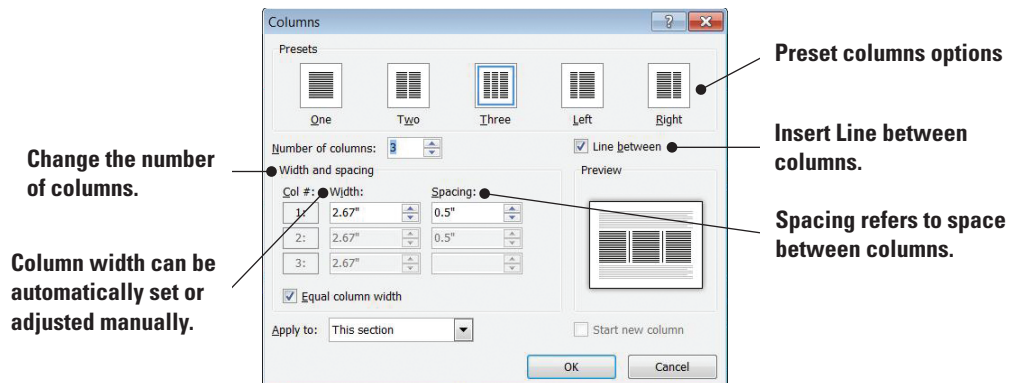 Columns
Presets
One Two Three Left Right
Number of columns: 3
Line between
Width and spacing
Preview
Col #: Width: Spacing:
1: 2.67" 0.5"
2: 2.67" 0.5"
3: 2.67"
Equal column width
Apply to: This section
Start new column
OK Cancel
Preset columns options
Insert Line between
columns.
Spacing refers to space
between columns.
Change the number
of columns.
Column width can be
automatically set or
adjusted manually.